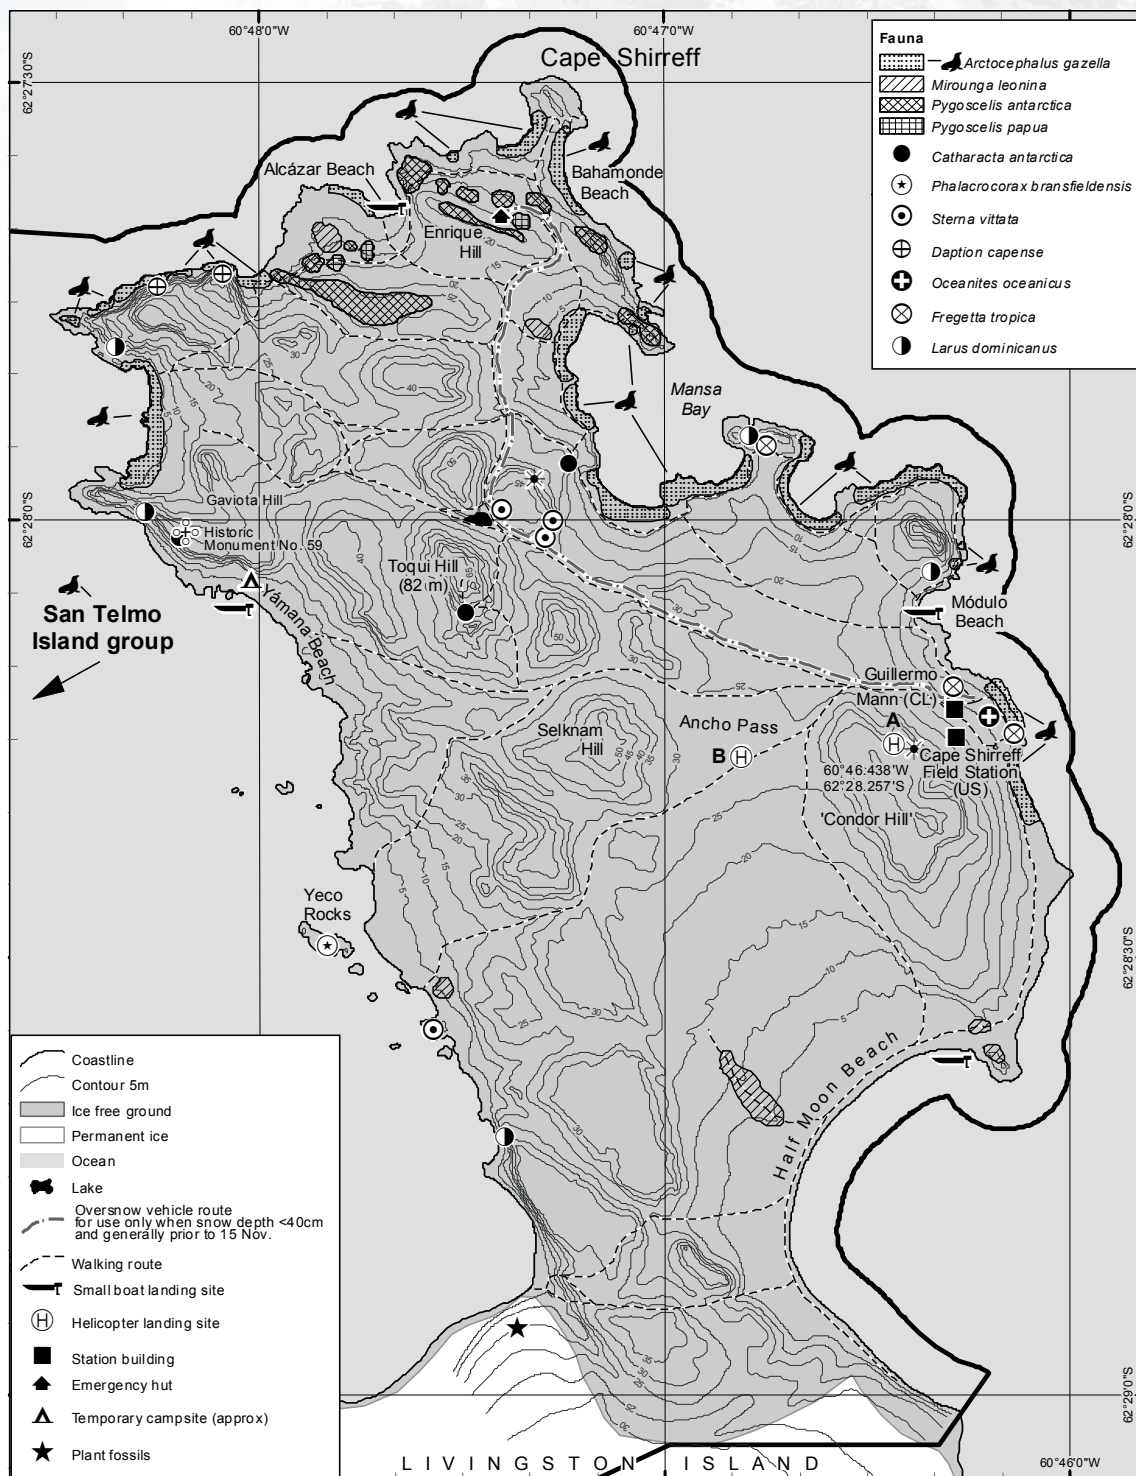 60°48'0"W
60°47'0"W
Cape Shirreff
62°27'30"S
Fauna
Arctocephalus gazella
Mirounga leonina
Pygoscelis antarctica
Pygoscelis papua
Catharacta antarctica
Phalacrocorax bransfieldensis
Sterna vittata
Daption capense
Oceanites oceanicus
Fregetta tropica
Larus dominicanus
Alcázar Beach
Bahamonde
Beach
Enrique
Hill
Mansa
Bay
Gaviota Hill
62°28'0"S
62°28'0"S
Historic
Monument No. 59
Toqui Hill
(82 m)
San Telmo
Island group
Yámana Beach
Módulo
Beach
Guillermo
Mann (CL)
Ancho Pass
A
H
B
H
Selknam
Hill
Cape Shirreff
Field Station
(US)
60°46.438'W
62°28.257'S
'Condor Hill'
Yeco
Rocks
62°28'30"S
Half Moon Beach
Coastline
Contour 5m
Ice free ground
Permanent ice
Ocean
Lake
Oversnow vehicle route
for use only when snow depth <40cm
and generally prior to 15 Nov.
Walking route
Small boat landing site
H Helicopter landing site
Station building
Emergency hut
Temporary campsite (approx)
Plant fossils
62°29'0"S
60°46'0"W
LIVINGSTON ISLAND